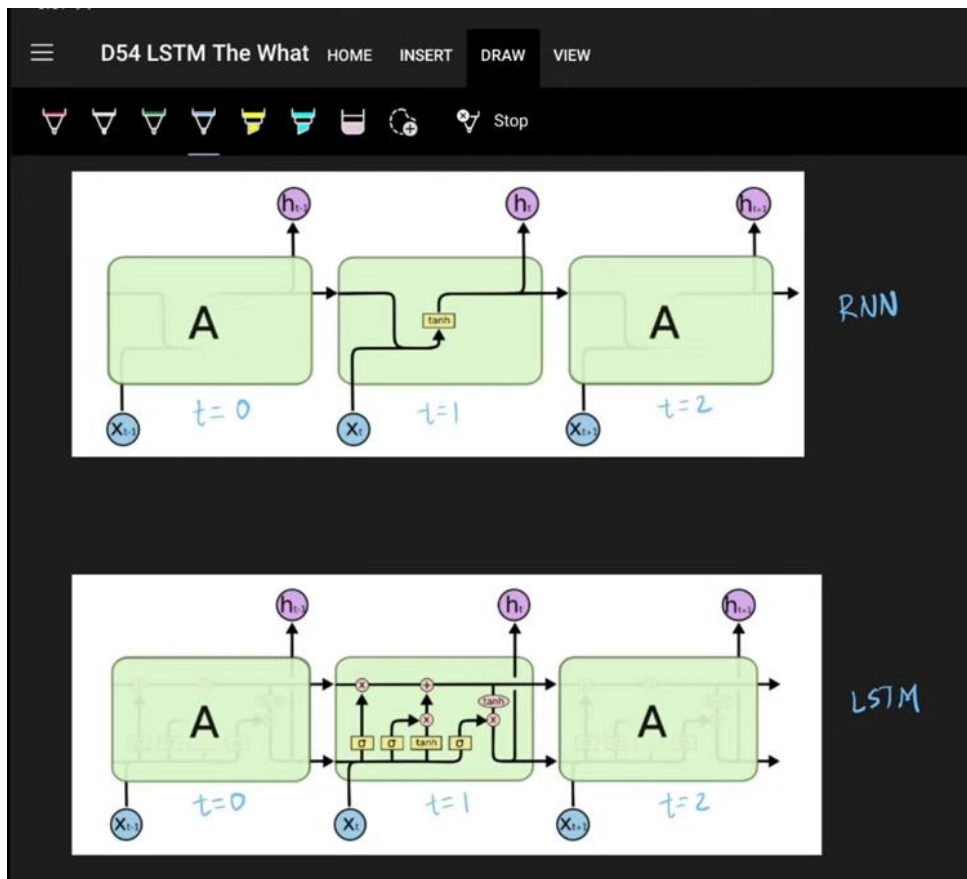 D54 LSTM The What HOME INSERT DRAW VIEW
Stop
ht-1 ht ht+1
A tanh A
RNN
t=0 t=1 t=2
Xt-1 Xt Xt+1
ht-1 ht ht+1
x + tanh
A x x A
LSTM
σ σ tanh σ
t=0 t=1 t=2
Xt-1 Xt Xt+1